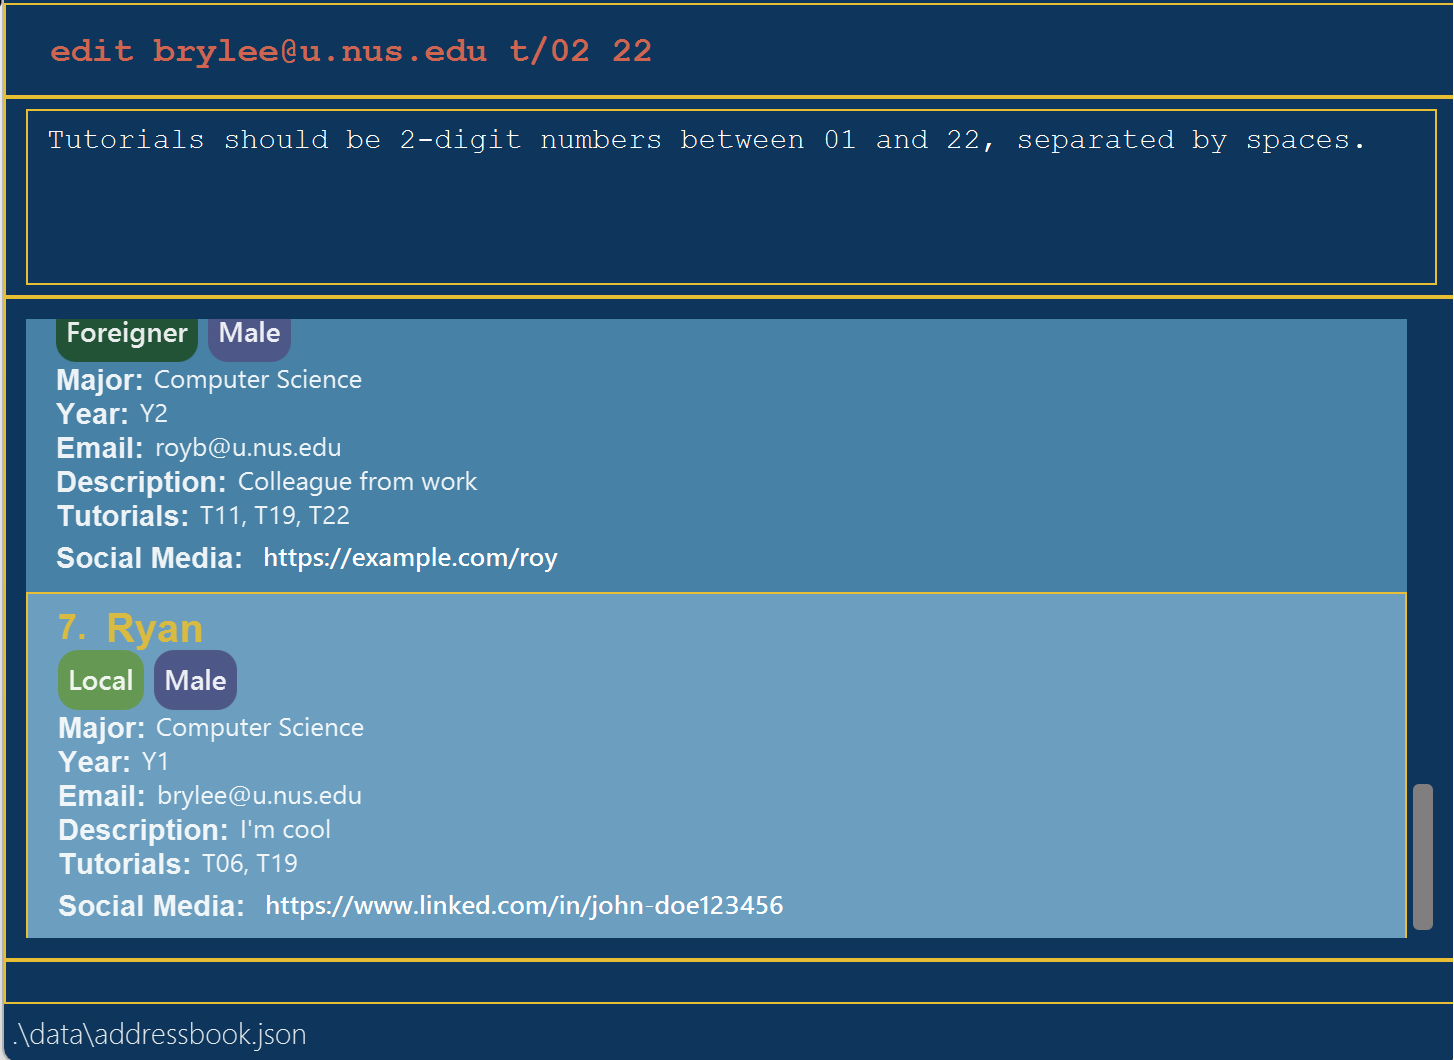 edit brylee@u.nus.edu t/02 22
Tutorials should be 2-digit numbers between 01 and 22, separated by spaces.
Foreigner Male
Major: Computer Science
Year: Y2
Email: royb@u.nus.edu
Description: Colleague from work
Tutorials: T11, T19, T22
Social Media: https://example.com/roy
7. Ryan
Local Male
Major: Computer Science
Year: Y1
Email: brylee@u.nus.edu
Description: I'm cool
Tutorials: T06, T19
Social Media: https://www.linked.com/in/john-doe123456
.\data\addressbook.json